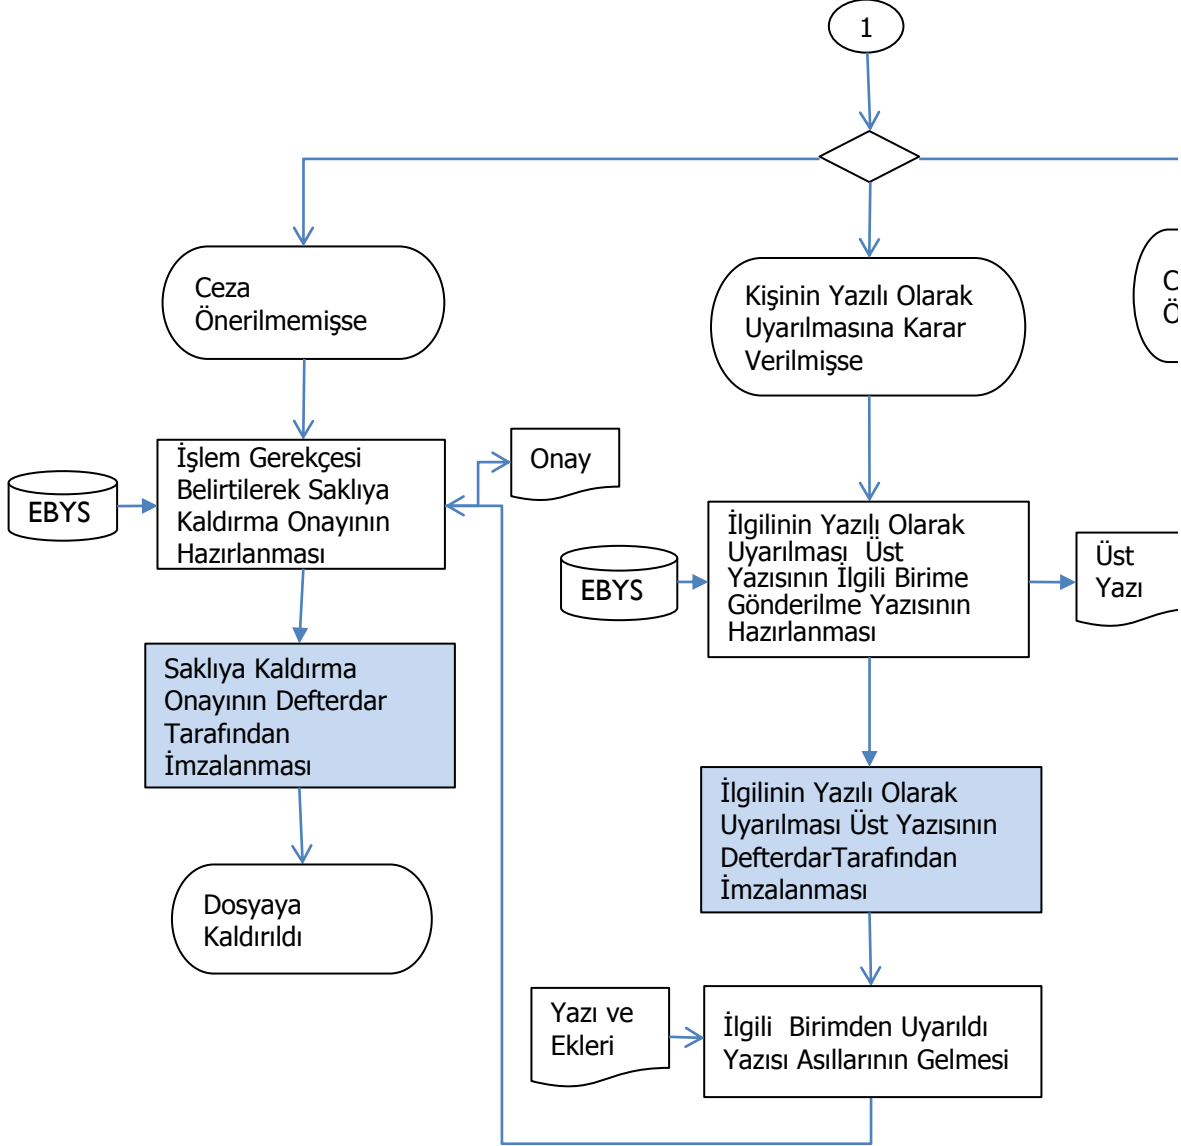 1
Ceza
Önerilmemişse
Kişinin Yazılı Olarak
Uyarılmasına Karar
Verilmişse
İşlem Gerekçesi
Belirtilerek Saklıya
Kaldırma Onayının
Hazırlanması
Onay
EBYS
İlgilinin Yazılı Olarak
Uyarılması Üst
Yazısının İlgili Birime
Gönderilme Yazısının
Hazırlanması
EBYS
Üst
Yazı
Saklıya Kaldırma
Onayının Defterdar
Tarafından
İmzalanması
İlgilinin Yazılı Olarak
Uyarılması Üst Yazısının
DefterdarTarafından
İmzalanması
Dosyaya
Kaldırıldı
Yazı ve
Ekleri
İlgili Birimden Uyarıldı
Yazısı Asıllarının Gelmesi